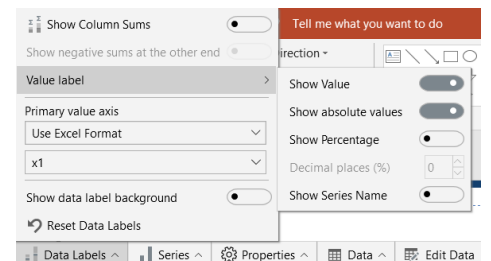 Show Column Sums
Tell me what you want to do
Show negative sums at the other end
irection
Value label
Show Value
Primary value axis
Show absolute values
Use Excel Format
Show Percentage
x1
Decimal places (%) 0
Show data label background
Show Series Name
Reset Data Labels
Data Labels Series Properties Data Edit Data